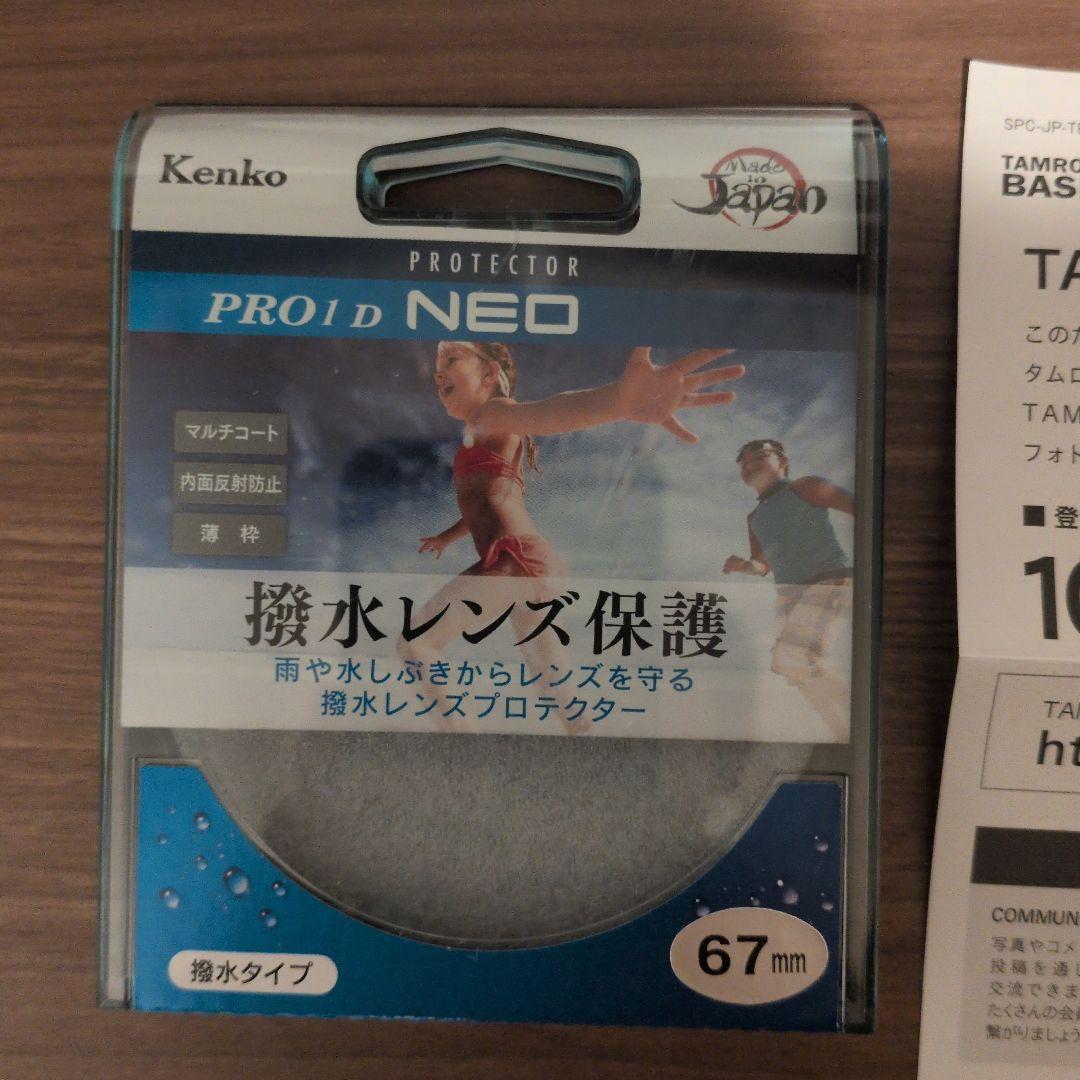 Kenko
Made in Japan
PROTECTOR
PRO1D NEO
マルチコート
内面反射防止
薄枠
撥水レンズ保護
雨や水しぶきからレンズを守る
撥水レンズプロテクター
撥水タイプ
67mm
SPC-JP-T
TAMRO
BAS
TA
この
タムロ
TAM
フォト
■登
1
TA
ht
COMMUN
写真やコメ
投稿を通
交流できま
たくさんの会
繋がりましょう